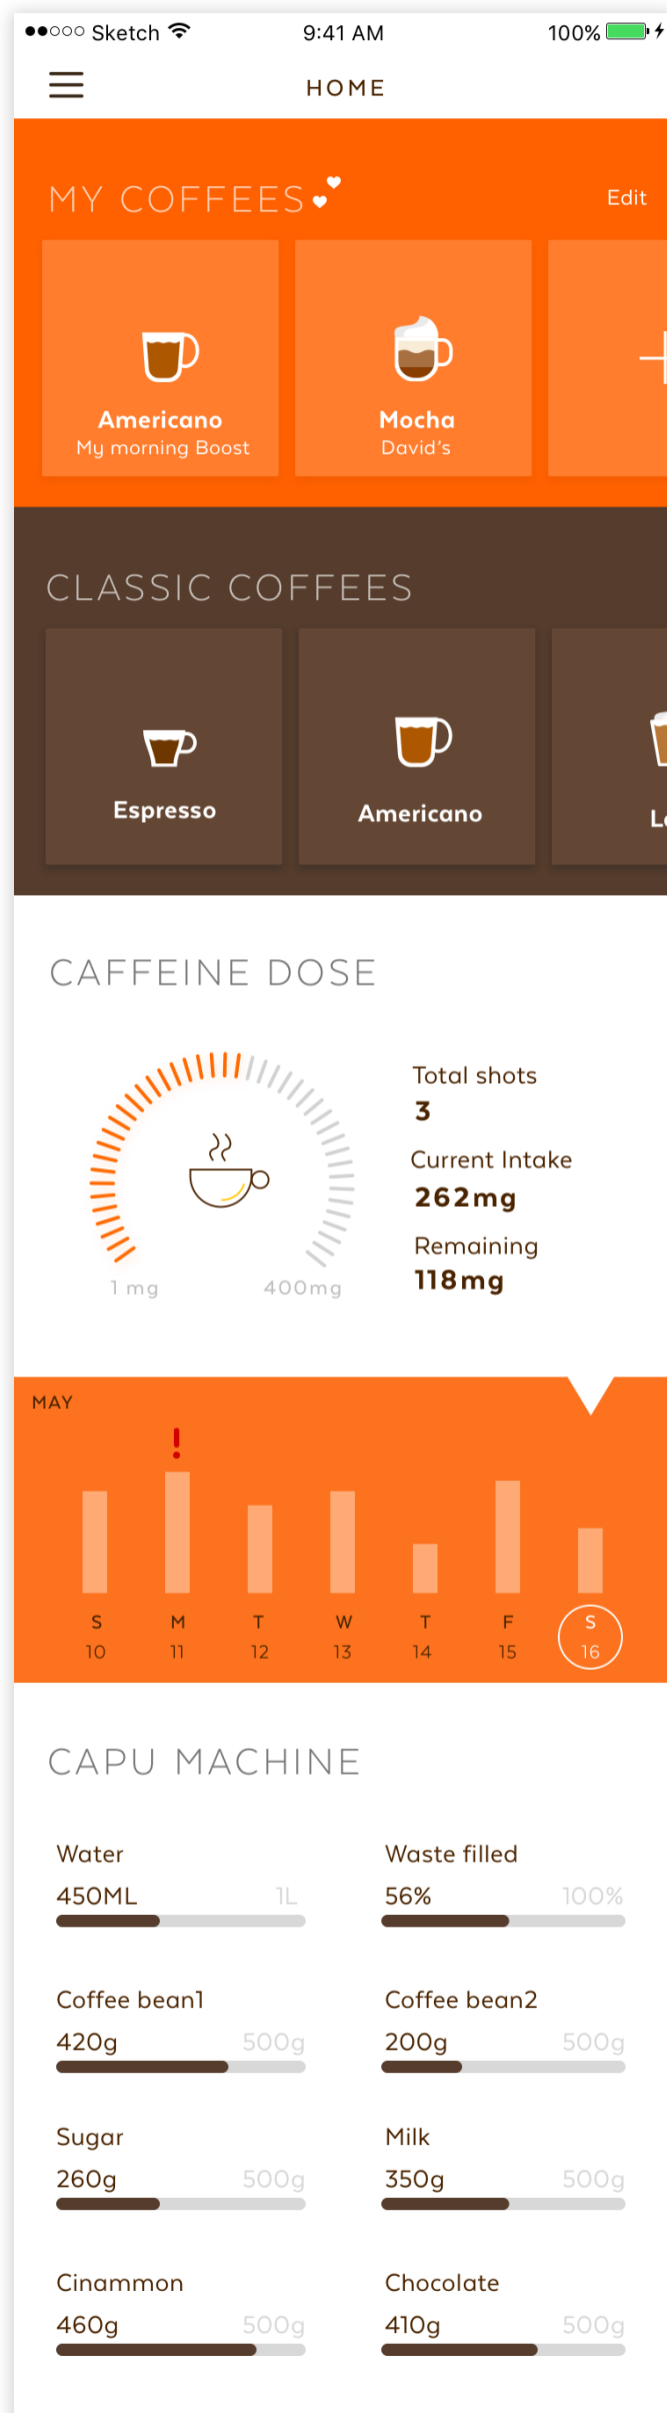 Sketch 9:41 AM 100%
HOME
MY COFFEES Edit
Americano Mocha
My morning Boost David's
CLASSIC COFFEES
Espresso Americano
CAFFEINE DOSE
Total shots
3
Current Intake
262mg
Remaining
118mg
1 mg 400mg
MAY
!
S M T W T F S
10 11 12 13 14 15 16
CAPU MACHINE
Water Waste filled
450ML 1L 56% 100%
Coffee bean1 Coffee bean2
420g 500g 200g 500g
Sugar Milk
260g 500g 350g 500g
Cinammon Chocolate
460g 500g 410g 500g